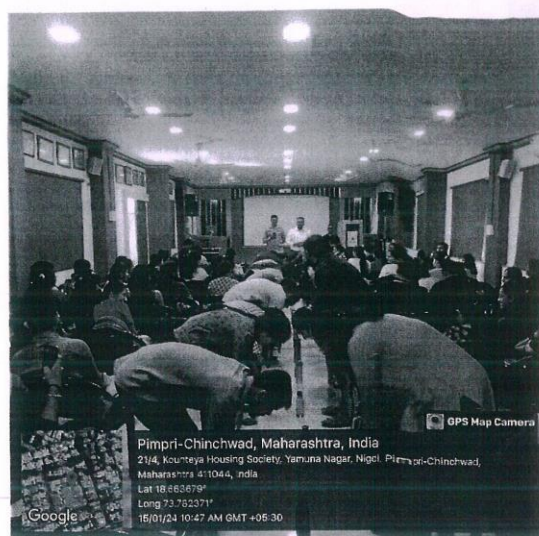 GPS Map Camera
Pimpri-Chinchwad, Maharashtra, India
21/4, Kounteya Housing Society, Yamuna Nagar, Nigdi, Pimpri-Chinchwad,
Maharashtra 411044, India
Lat 18.663679°
Long 73.782371°
15/01/24 10:47 AM GMT +05:30
Google